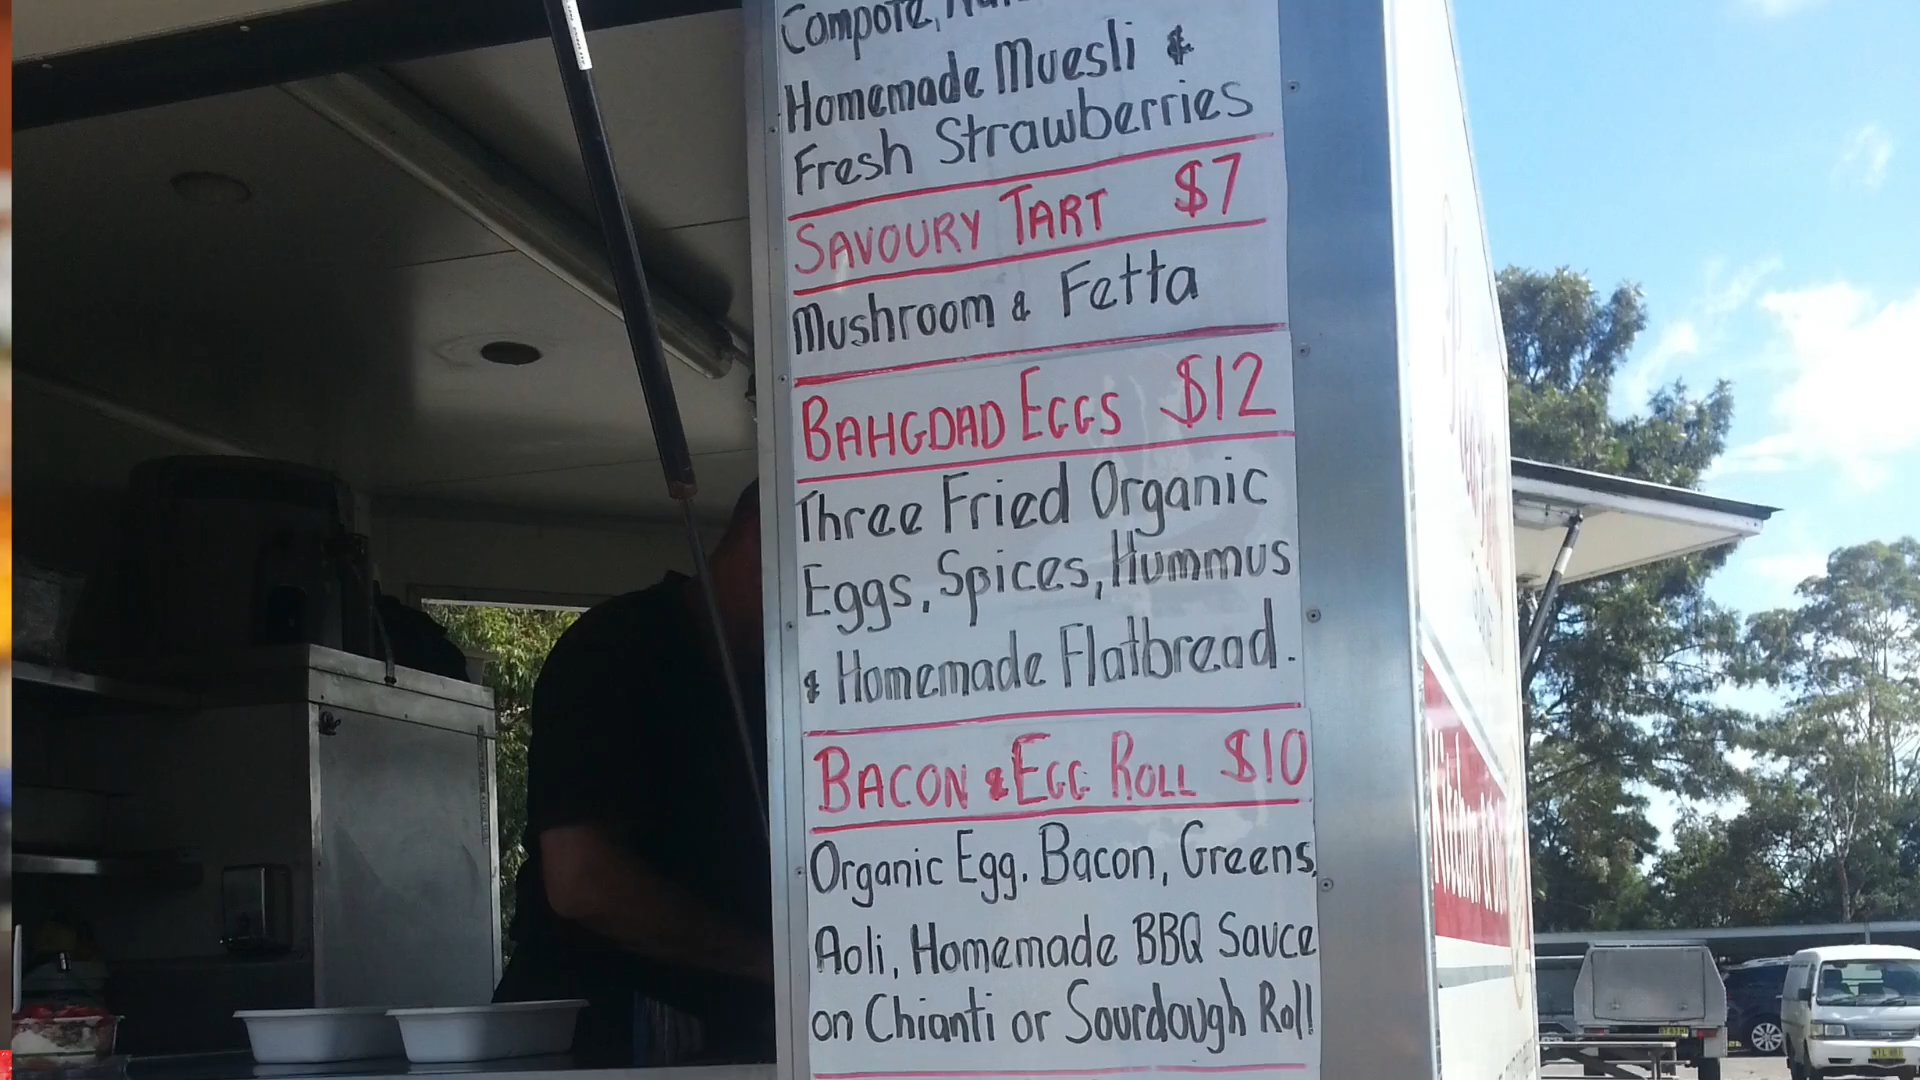 Compote,
Homemade Muesli &
Fresh Strawberries
SAVOURY TART $7
Mushroom & Fetta
BAHGDAD EGGS $12
Three Fried Organic
Eggs, Spices, Hummus
& Homemade Flatbread.
BACON & EGG ROLL $10
Organic Egg. Bacon, Greens,
Aoli, Homemade BBQ Sauce
on Chianti or Sourdough Roll